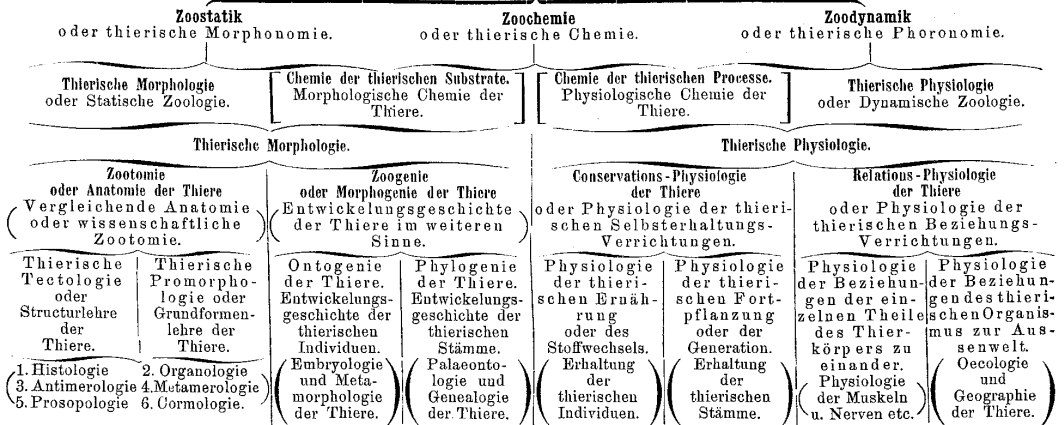 Zoostatik
oder thierische Morphonomie.
Zoochemie
oder thierische Chemie.
Zoodynamik
oder thierische Phoronomie.
Thierische Morphologie
oder Statische Zoologie.
Chemie der thierischen Substrate.
Morphologische Chemie der
Thiere.
Chemie der thierischen Processe.
Physiologische Chemie der
Thiere.
Thierische Physiologie
oder Dynamische Zoologie.
Thierische Morphologie.
Thierische Physiologie.
Zootomie
oder Anatomie der Thiere
(Vergleichende Anatomie
oder wissenschaftliche
Zootomie.)
Zoogenie
oder Morphogenie der Thiere
(Entwickelungsgeschichte
der Thiere im weiteren
Sinne.)
Conservations-Physiologie
der Thiere
oder Physiologie der thieri-
schen Selbsterhaltungs-
Verrichtungen.
Relations-Physiologie
der Thiere
oder Physiologie der
thierischen Beziehungs-
Verrichtungen.
Thierische
Tectologie
oder
Structurlehre
der
Thiere.
Thierische
Promorpho-
logie oder
Grundformen-
lehre der
Thiere.
1. Histologie 2. Organologie
3. Antimerologie 4. Metamerologie
5. Prosopologie 6. Cormologie.
Ontogenie
der Thiere.
Entwickelungs-
geschichte der
thierischen
Individuen.
(Embryologie
und Meta-
morphologie
der Thiere.)
Phylogenie
der Thiere.
Entwickelungs-
geschichte der
thierischen
Stämme.
(Palaeonto-
logie und
Genealogie
der Thiere.)
Physiologie
der thieri-
schen Ernäh-
rung
oder des
Stoffwechsels.
(Erhaltung
der
thierischen
Individuen.)
Physiologie
der thieri-
schen Fort-
pflanzung
oder der
Generation.
(Erhaltung
der
thierischen
Stämme.)
Physiologie
der Beziehun-
gen der ein-
zelnen Theile
des Thier-
körpers zu
einander.
(Physiologie
der Muskeln
u. Nerven etc.)
Physiologie
der Beziehun-
gen des thieri-
schen Organis-
mus zur Aus-
senwelt.
(Oecologie
und
Geographie
der Thiere.)